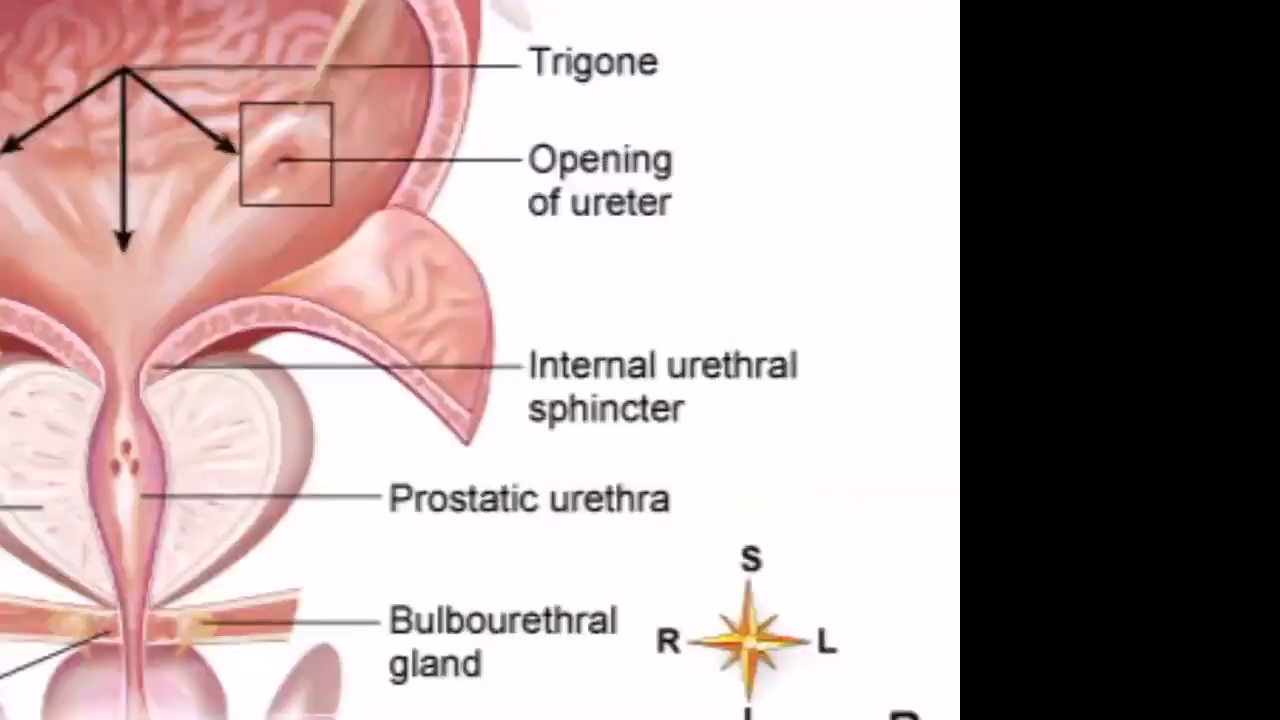 Trigone
Opening
of ureter
Internal urethral
sphincter
Prostatic urethra
S
Bulbourethral
R L
gland